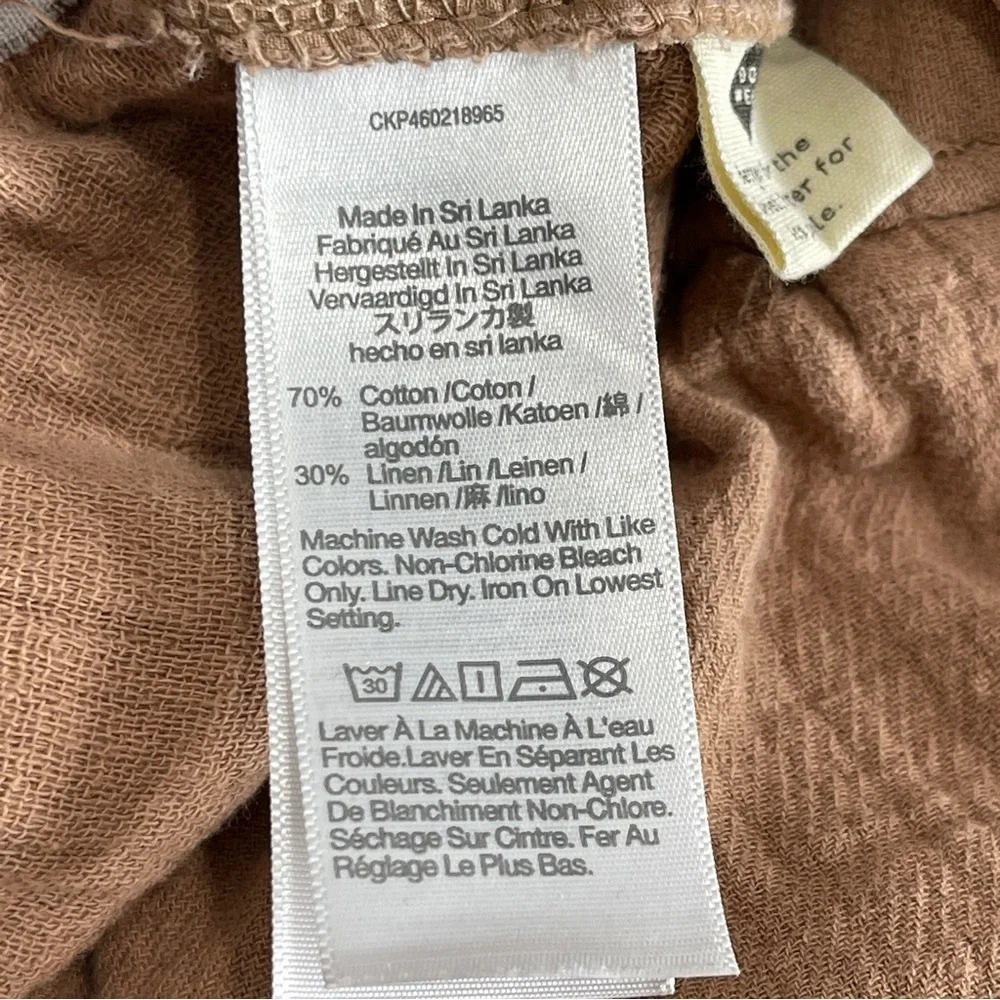 CKP460218965
Made In Sri Lanka
Fabriqué Au Sri Lanka
Hergestellt In Sri Lanka
Vervaardigd In Sri Lanka
スリランカ製
hecho en sri lanka
70% Cotton /Coton /
Baumwolle /Katoen /綿 /
algodón
30% Linen /Lin /Leinen /
Linnen /麻 /lino
Machine Wash Cold With Like
Colors. Non-Chlorine Bleach
Only. Line Dry. Iron On Lowest
Setting.
30
Laver À La Machine À L'eau
Froide.Laver En Séparant Les
Couleurs. Seulement Agent
De Blanchiment Non-Chlore.
Séchage Sur Cintre. Fer Au
Réglage Le Plus Bas.
the
for